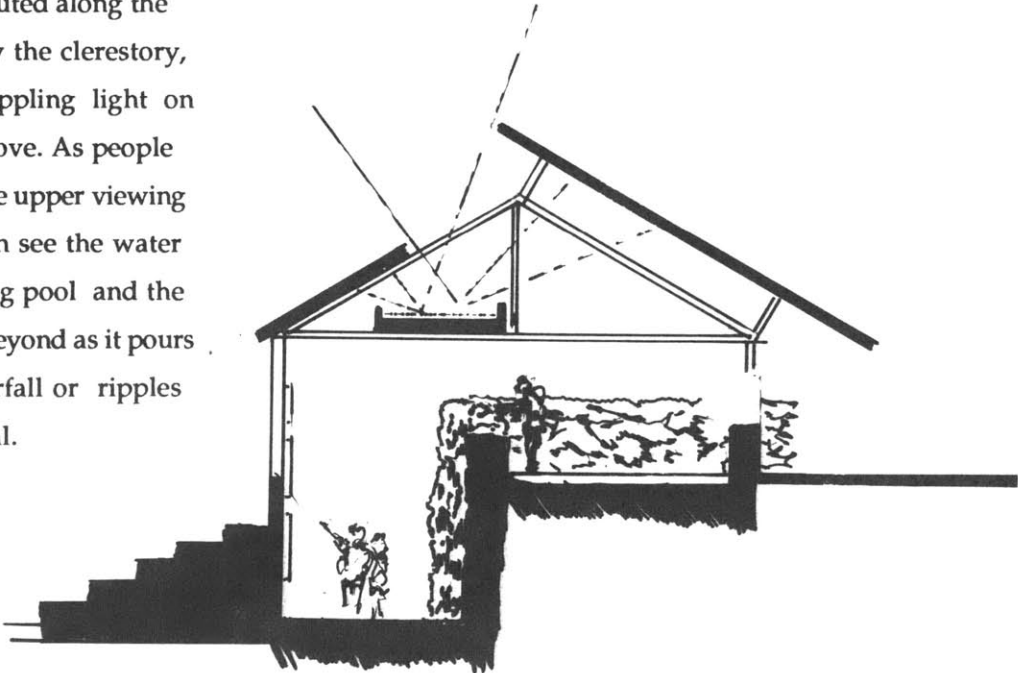 uted along the
the clerestory,
ppling light on
ove. As people
upper viewing
see the water
g pool and the
eyond as it pours
rfall or ripples
l.